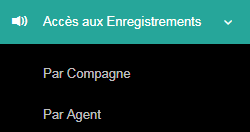 Accès aux Enregistrements
Par Compagne
Par Agent